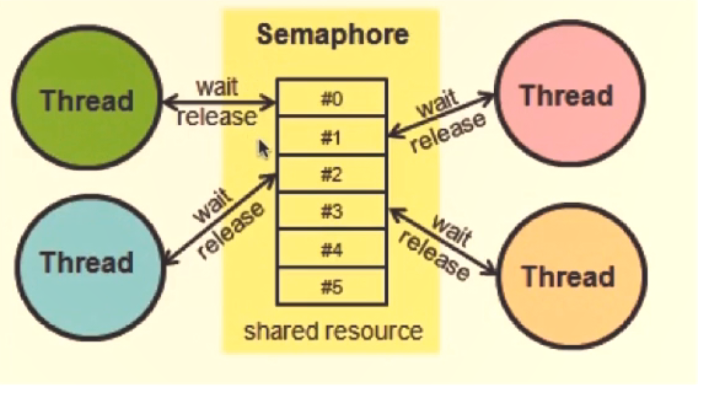 Semaphore
Thread
wait
release
#0
#1
#2
#3
#4
#5
wait
release
Thread
Thread
wait
release
wait
release
Thread
shared resource